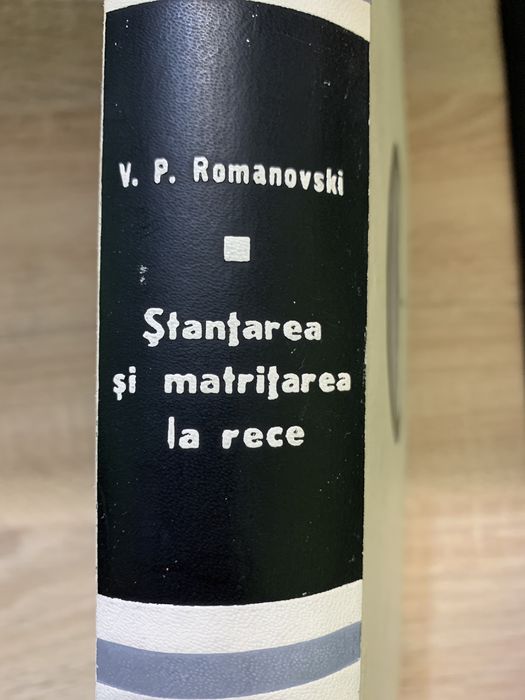 V. P. Romanovski
Ştanţarea
şi matriţarea
la rece